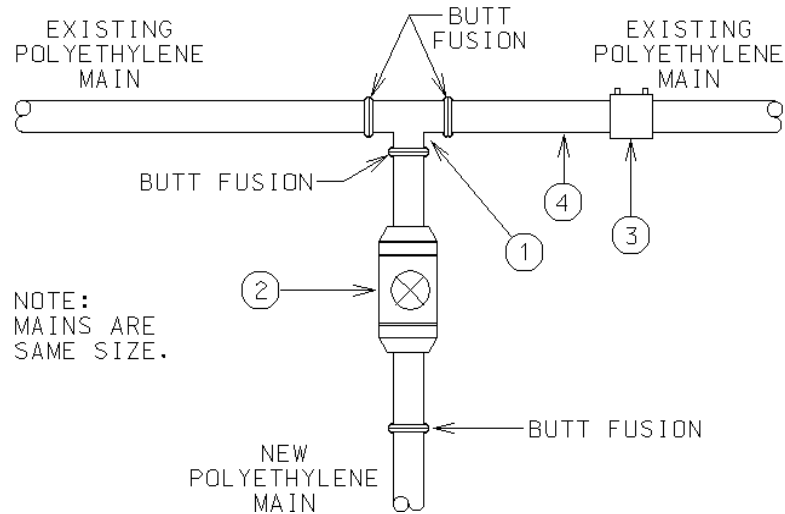 EXISTING
POLYETHYLENE
MAIN
BUTT
FUSION
EXISTING
POLYETHYLENE
MAIN
BUTT FUSION
4
3
1
2
NOTE:
MAINS ARE
SAME SIZE.
BUTT FUSION
NEW
POLYETHYLENE
MAIN